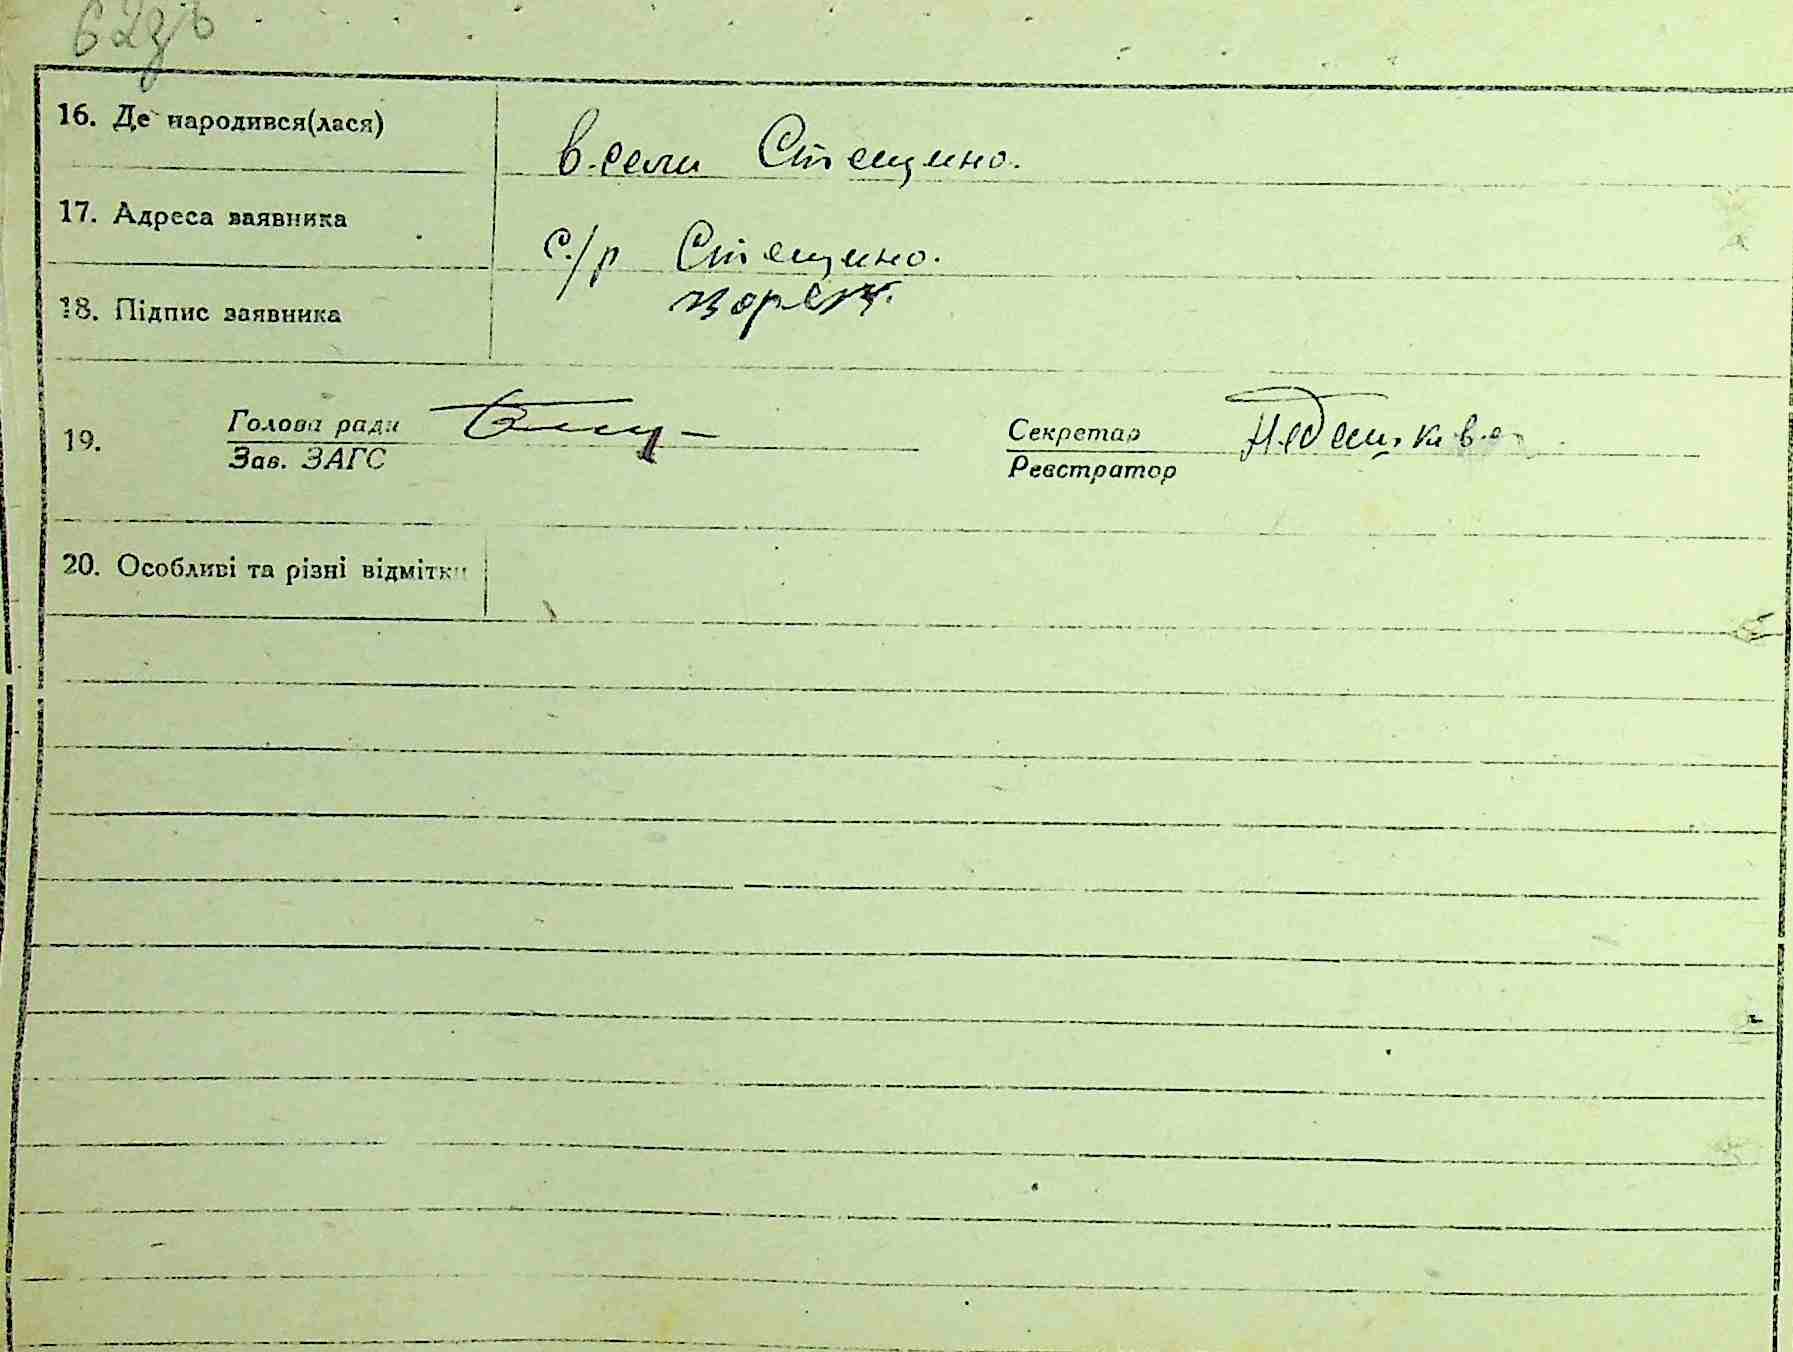 62зв
16. Де народився(лася)
в. сели Стещино.
17. Адреса заявника
с/р Стещино.
18. Підпис заявника
19. Голова ради
Зав. ЗАГС
Секретар
Реєстратор
20. Особливі та різні відмітки